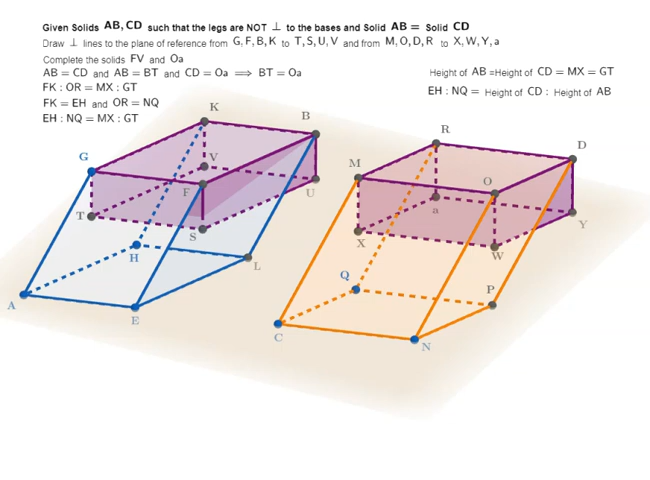 Given Solids AB, CD such that the legs are NOT ⊥ to the bases and Solid AB = Solid CD
Draw ⊥ lines to the plane of reference from G, F, B, K to T, S, U, V and from M, O, D, R to X, W, Y, a
Complete the solids FV and Oa
AB = CD and AB = BT and CD = Oa ⟹ BT = Oa
FK : OR = MX : GT
FK = EH and OR = NQ
EH : NQ = MX : GT
Height of AB =Height of CD = MX = GT
EH : NQ = Height of CD : Height of AB
K
B
R
D
G
V
M
F
U
O
a
T
S
X
W
Y
H
L
Q
P
A
E
C
N